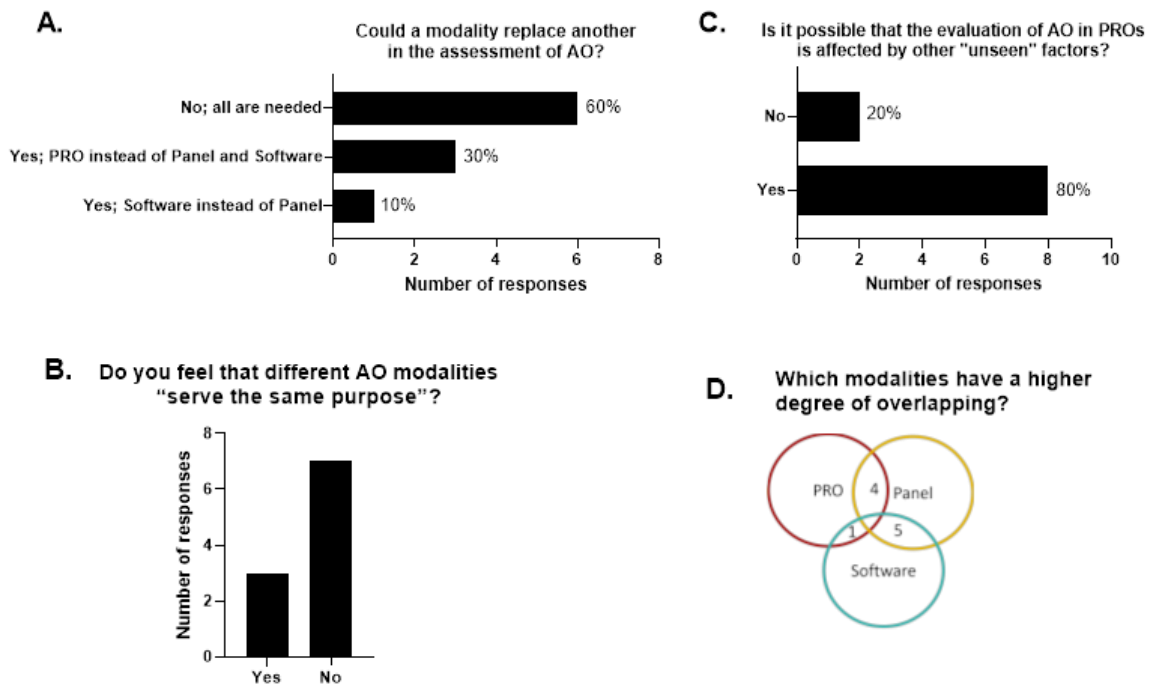 A.
Could a modality replace another
in the assessment of AO?
No; all are needed
60%
Yes; PRO instead of Panel and Software
30%
Yes; Software instead of Panel
10%
0 2 4 6 8
Number of responses
C.
Is it possible that the evaluation of AO in PROs
is affected by other "unseen" factors?
No
20%
Yes
80%
0 2 4 6 8 10
Number of responses
B.
Do you feel that different AO modalities
“serve the same purpose”?
Number of responses
8
6
4
2
0
Yes No
D.
Which modalities have a higher
degree of overlapping?
PRO 4 Panel
1 5
Software